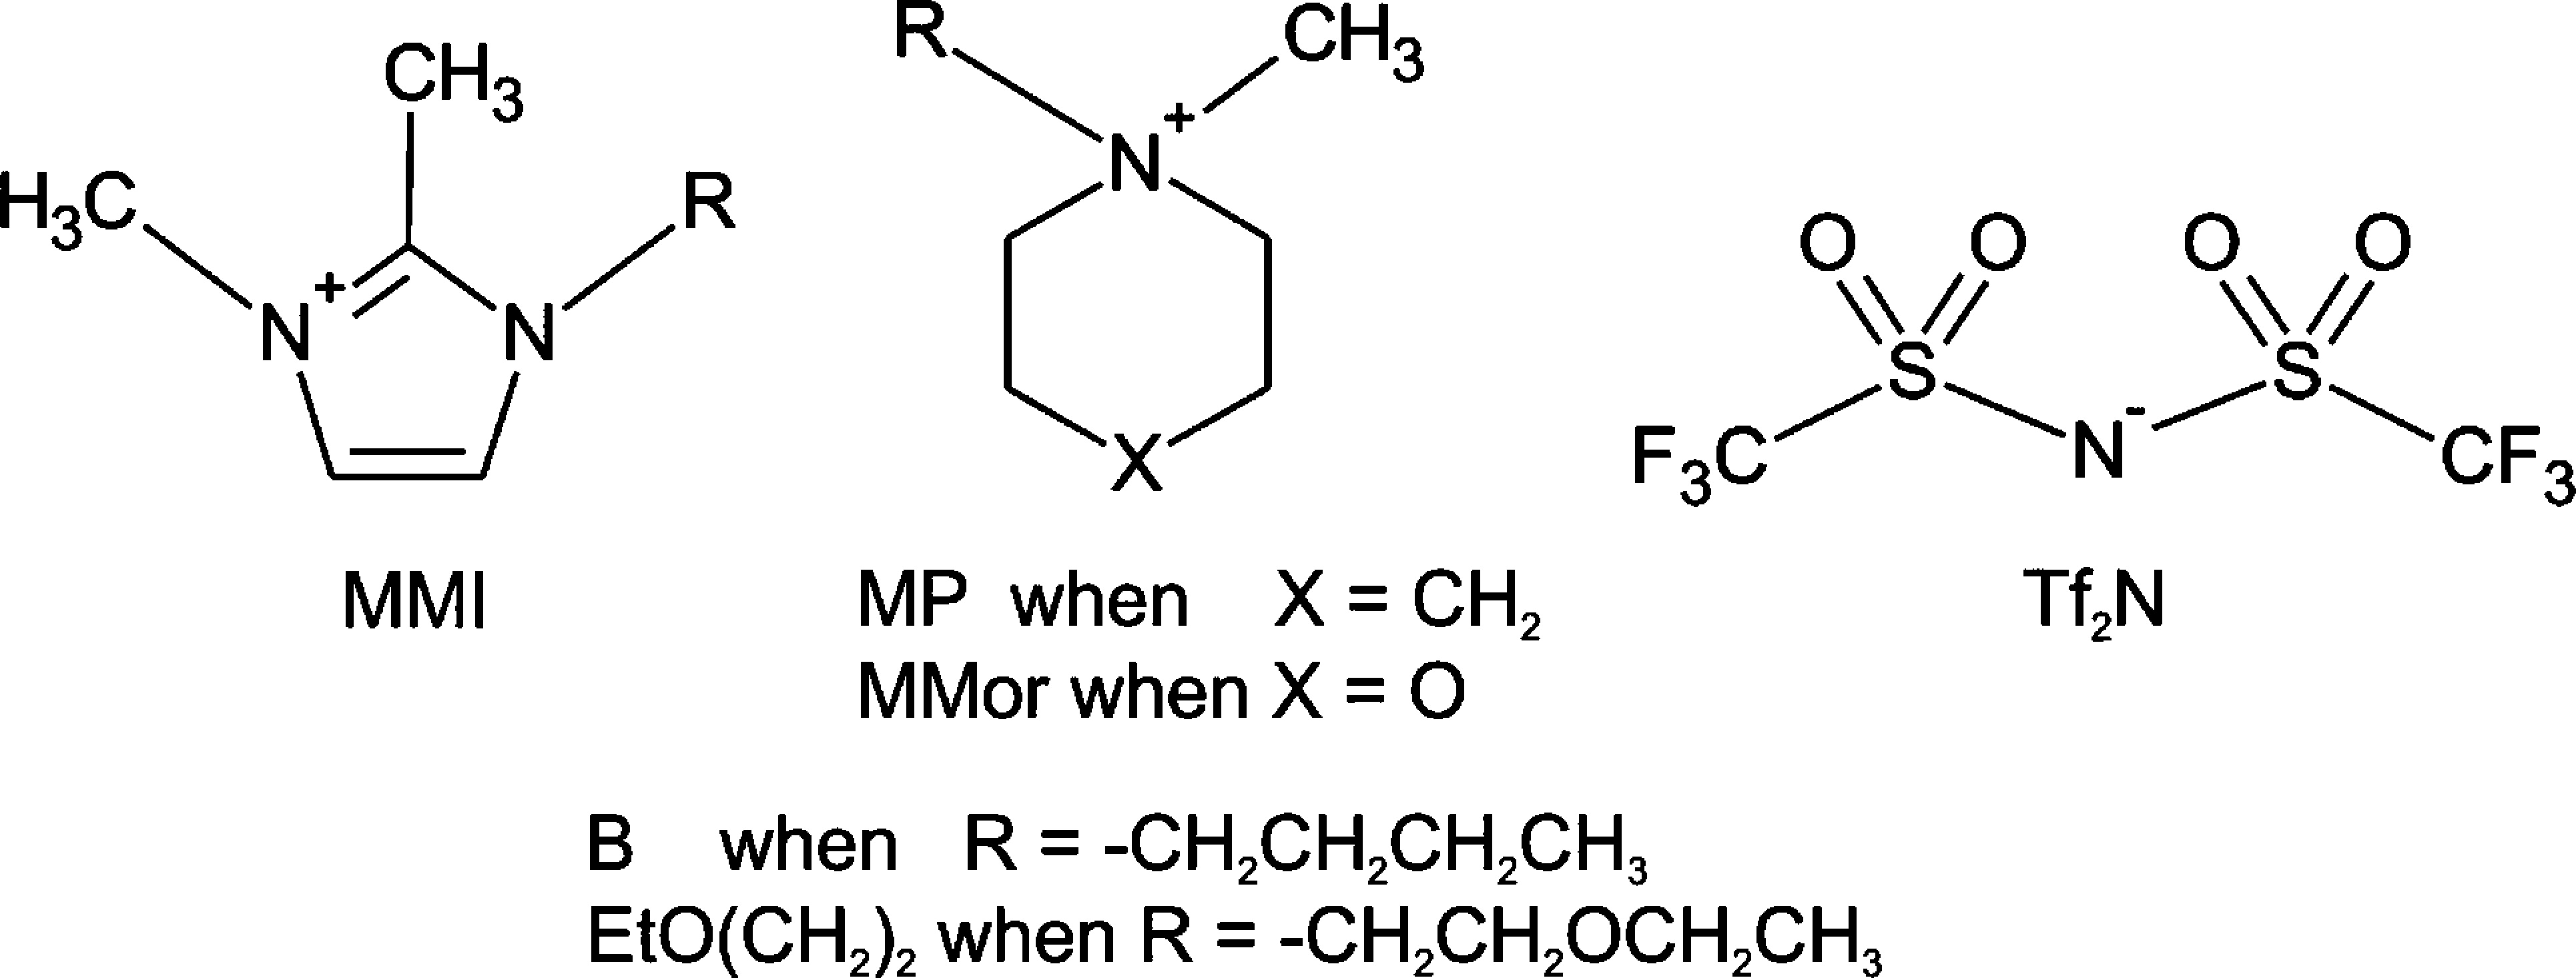 CH₃
H₃C
R
N⁺
N
MMI
R
CH₃
N⁺
X
MP when X = CH₂
MMor when X = O
O O O O
S S
F₃C N⁻ CF₃
Tf₂N
B when R = -CH₂CH₂CH₂CH₃
EtO(CH₂)₂ when R = -CH₂CH₂OCH₂CH₃